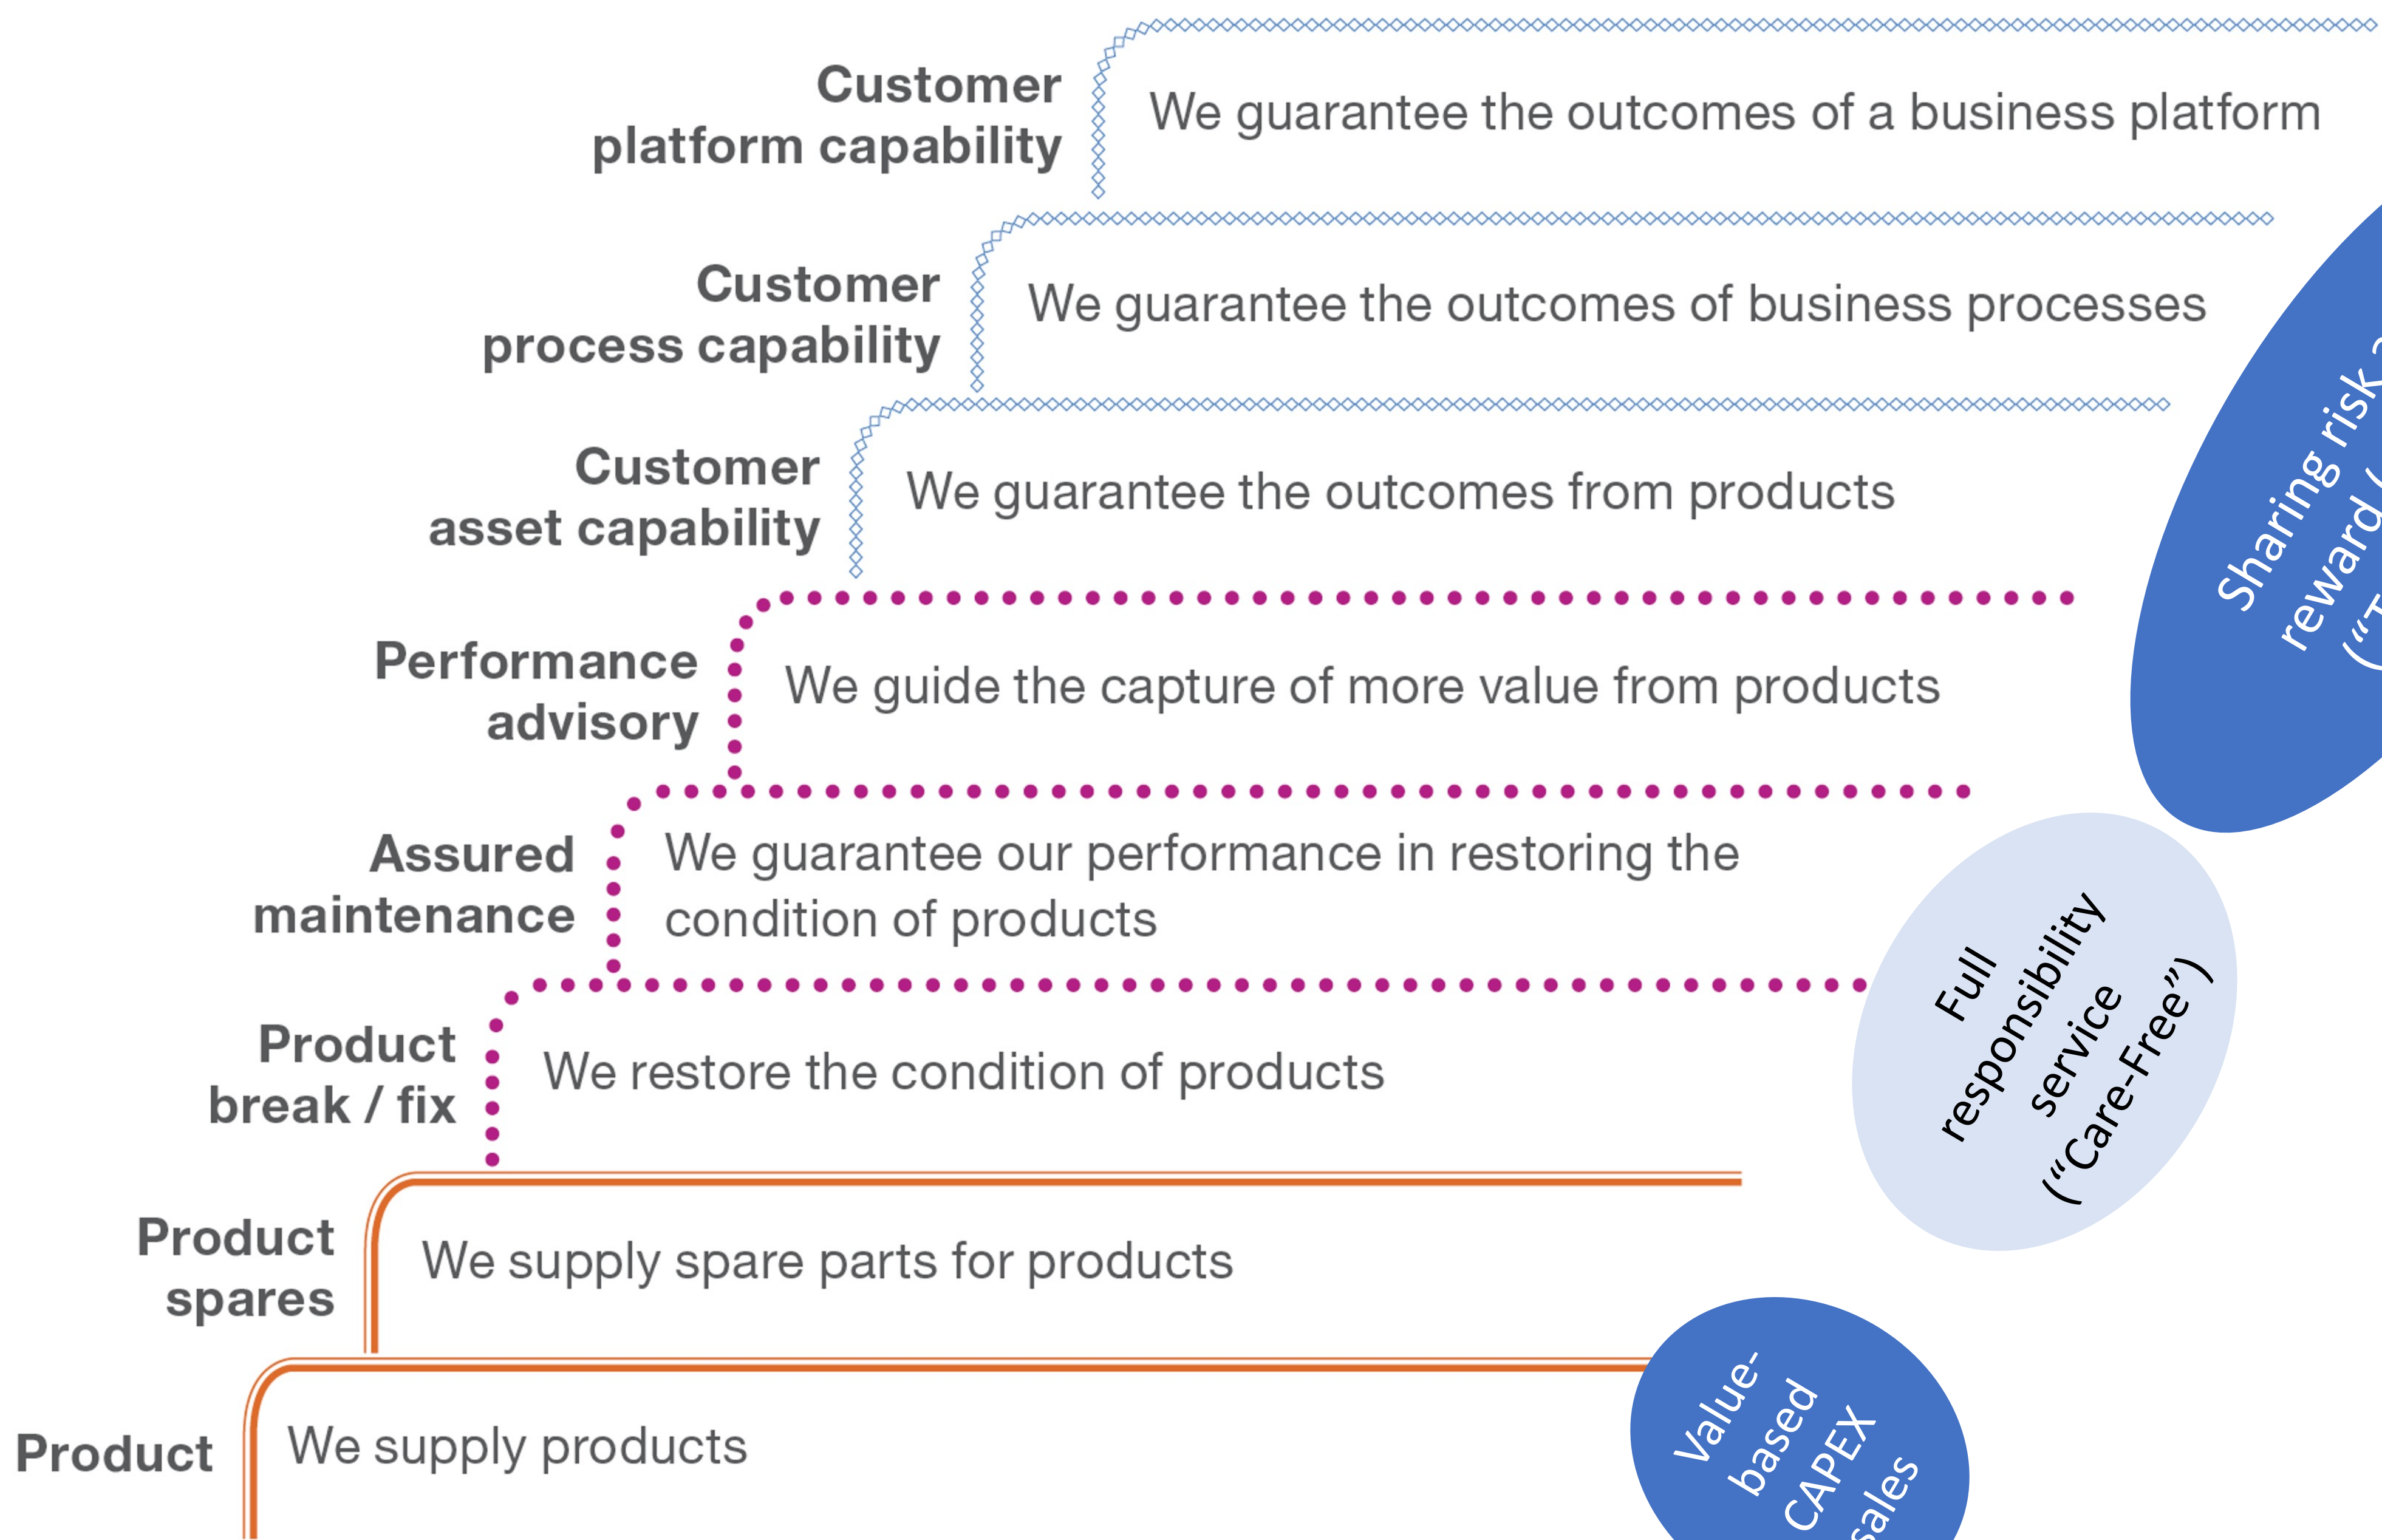 Customer
platform capability
We guarantee the outcomes of a business platform
Customer
process capability
We guarantee the outcomes of business processes
Customer
asset capability
We guarantee the outcomes from products
Performance
advisory
We guide the capture of more value from products
Assured
maintenance
We guarantee our performance in restoring the
condition of products
Product
break / fix
We restore the condition of products
Product
spares
We supply spare parts for products
Product
We supply products
Sharing risk
reward
Full
responsibility
service
(“Care-Free”)
Value-
based
CAPEX
sales